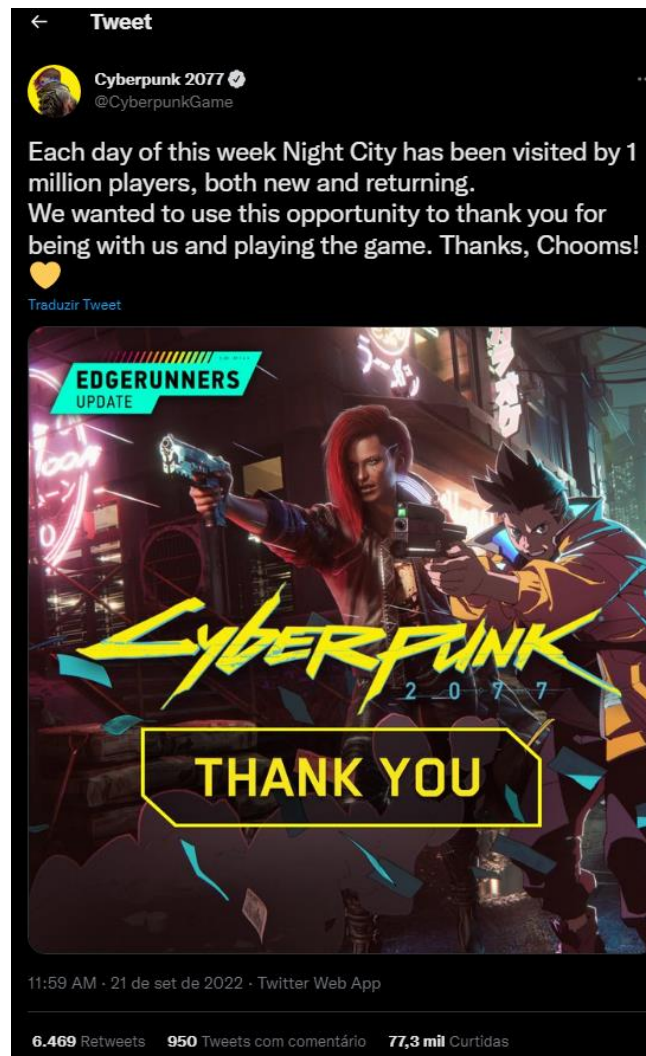 ← Tweet
Cyberpunk 2077
@CyberpunkGame
Each day of this week Night City has been visited by 1
million players, both new and returning.
We wanted to use this opportunity to thank you for
being with us and playing the game. Thanks, Chooms!
💛
Traduzir Tweet
EDGERUNNERS
UPDATE
CYBERPUNK
2077
THANK YOU
11:59 AM · 21 de set de 2022 · Twitter Web App
6.469 Retweets 950 Tweets com comentário 77,3 mil Curtidas